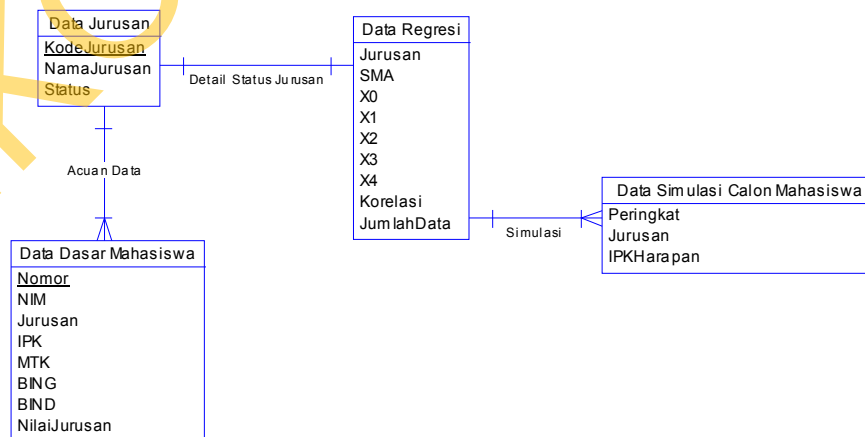 Data Jurusan
KodeJurusan
NamaJurusan
Status
Detail Status Jurusan
Data Regresi
Jurusan
SMA
X0
X1
X2
X3
X4
Korelasi
JumlahData
Acuan Data
Simulasi
Data Simulasi Calon Mahasiswa
Peringkat
Jurusan
IPKHarapan
Data Dasar Mahasiswa
Nomor
NIM
Jurusan
IPK
MTK
BING
BIND
NilaiJurusan